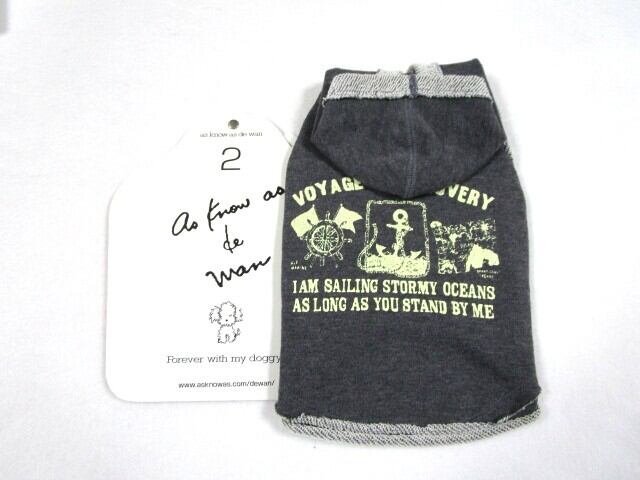 as know as de wan
2
as know as
de
wan
Forever with my doggy
www.asknowas.com/dewan/
VOYAGE VERY
I AM SAILING STORMY OCEANS
AS LONG AS YOU STAND BY ME